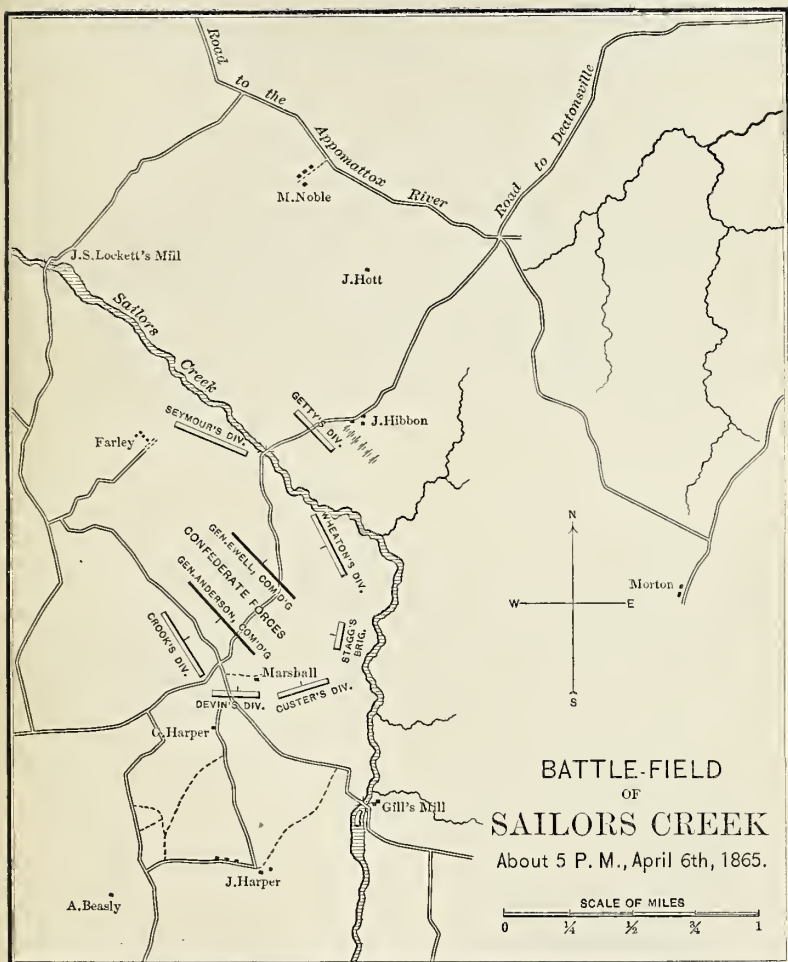 Road to the Appomattox River
Road to Deatonsville
M.Noble
J.S.Lockett's Mill
J.Hott
Sailors Creek
GETTY'S DIV.
J.Hibbon
SEYMOUR'S DIV.
Farley
WHEATON'S DIV.
GEN. EWELL, COM'D'G
CONFEDERATE FORCES
GEN. ANDERSON, COM'D'G
N
W
E
S
Morton
STAGG'S
BRIG.
CROOK'S DIV.
Marshall
DEVIN'S DIV.
CUSTER'S DIV.
C.Harper
Gill's Mill
J.Harper
A.Beasly
BATTLE-FIELD
OF
SAILORS CREEK
About 5 P. M., April 6th, 1865.
SCALE OF MILES
0 ¼ ½ ¾ 1